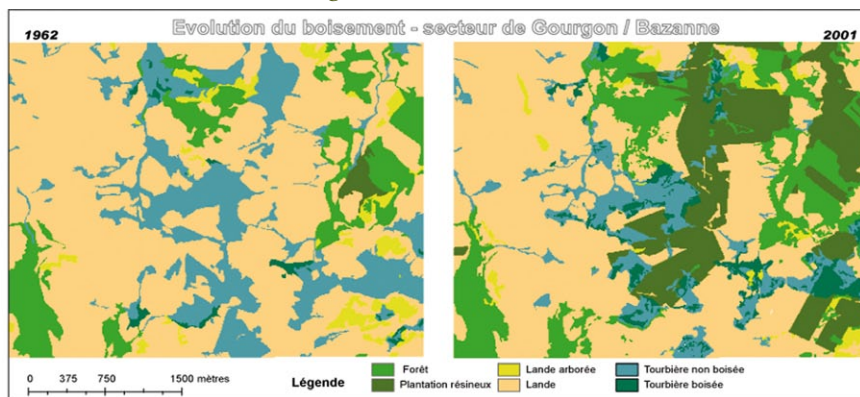 Evolution du boisement - secteur de Gourgon / Bazanne
1962
2001
0 375 750 1500 mètres
Légende
Forêt
Plantation résineux
Lande arborée
Lande
Tourbière non boisée
Tourbière boisée